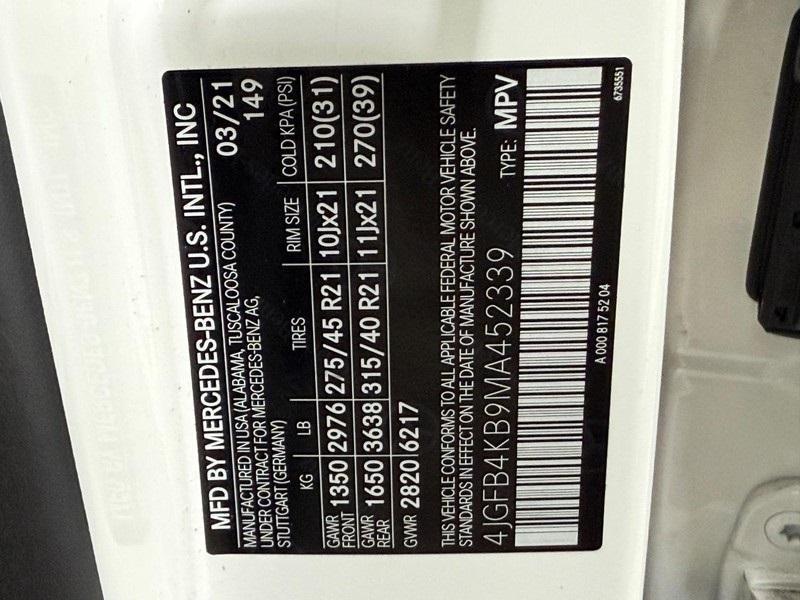 MFD BY MERCEDES-BENZ U.S. INTL., INC
MANUFACTURED IN USA (ALABAMA, TUSCALOOSA COUNTY) 03/21
UNDER CONTRACT FOR MERCEDES-BENZ AG, 149
STUTTGART (GERMANY)
KG LB TIRES RIM SIZE COLD KPA (PSI)
GAWR FRONT 1350 2976 275/45 R21 10Jx21 210(31)
GAWR REAR 1650 3638 315/40 R21 11Jx21 270(39)
GVWR 2820 6217
THIS VEHICLE CONFORMS TO ALL APPLICABLE FEDERAL MOTOR VEHICLE SAFETY
STANDARDS IN EFFECT ON THE DATE OF MANUFACTURE SHOWN ABOVE.
4JGFB4KB9MA452339 TYPE: MPV
A 000 817 52 04
6735551